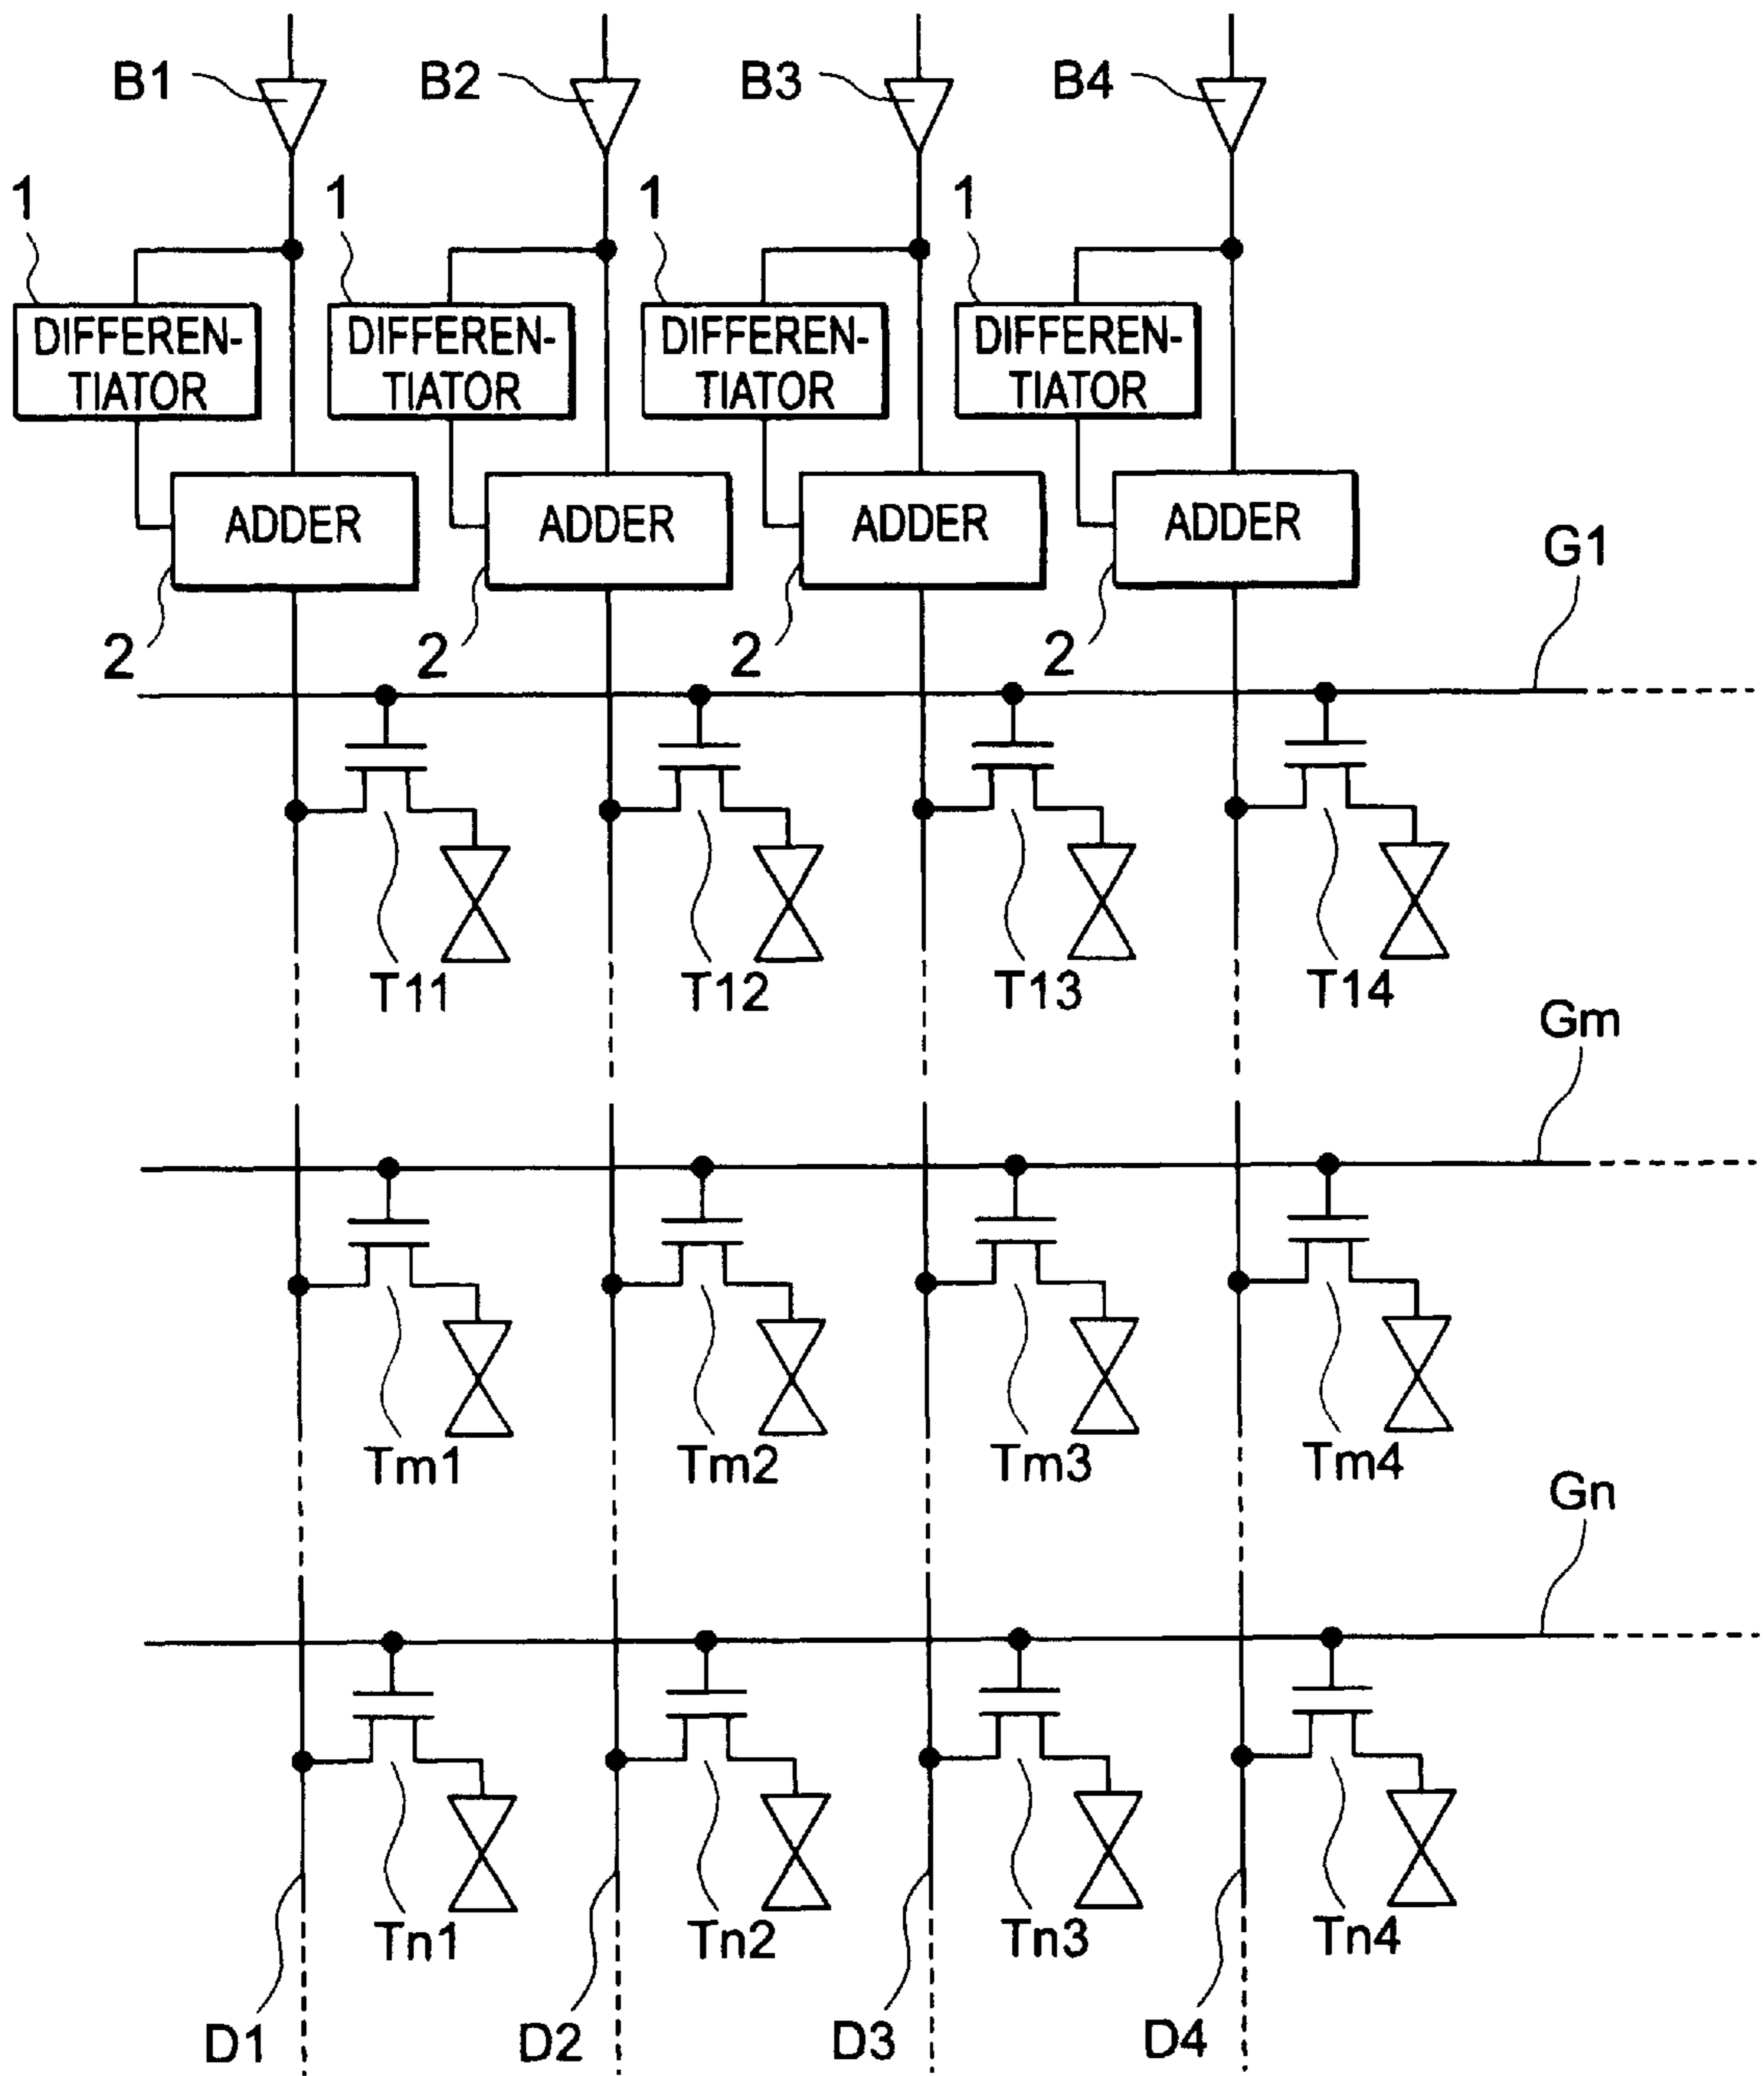 B1 B2 B3 B4
1 1 1 1
DIFFEREN-
TIATOR
DIFFEREN-
TIATOR
DIFFEREN-
TIATOR
DIFFEREN-
TIATOR
ADDER ADDER ADDER ADDER
G1
2 2 2 2
T11 T12 T13 T14
Gm
Tm1 Tm2 Tm3 Tm4
Gn
Tn1 Tn2 Tn3 Tn4
D1 D2 D3 D4